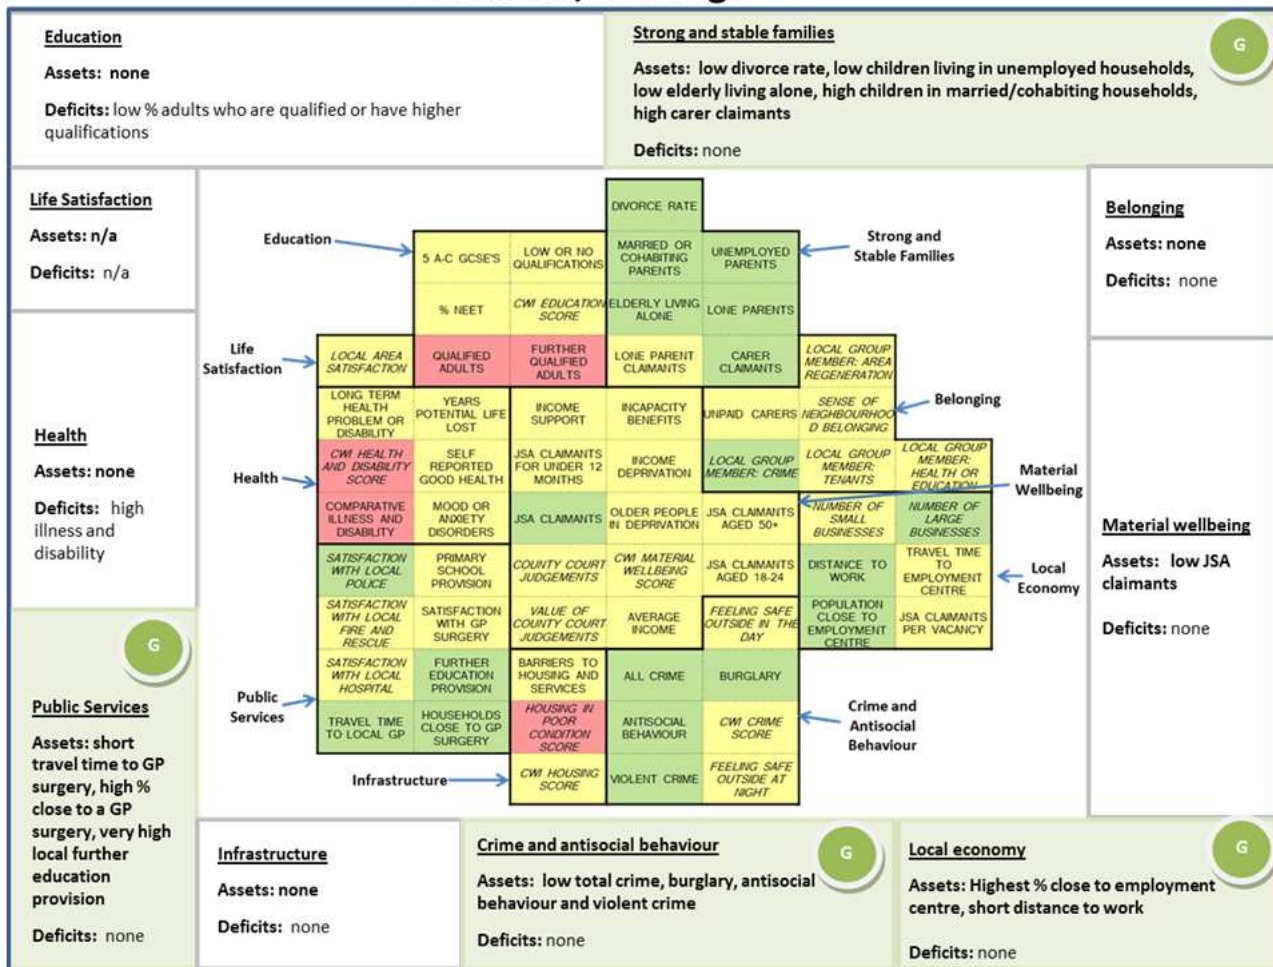 Education
Assets: none
Deficits: low % adults who are qualified or have higher
qualifications
Strong and stable families
G
Assets: low divorce rate, low children living in unemployed households,
low elderly living alone, high children in married/cohabiting households,
high carer claimants
Deficits: none
Life Satisfaction
Assets: n/a
Deficits: n/a
Health
Assets: none
Deficits: high
illness and
disability
G
Public Services
Assets: short
travel time to GP
surgery, high %
close to a GP
surgery, very high
local further
education
provision
Deficits: none
Education
Life
Satisfaction
Health
Public
Services
Infrastructure
DIVORCE RATE
5 A-C GCSE'S
LOW OR NO
QUALIFICATIONS
MARRIED OR
COHABITING
PARENTS
UNEMPLOYED
PARENTS
% NEET
CWI EDUCATION
SCORE
ELDERLY LIVING
ALONE
LONE PARENTS
LOCAL AREA
SATISFACTION
QUALIFIED
ADULTS
FURTHER
QUALIFIED
ADULTS
LONE PARENT
CLAIMANTS
CARER
CLAIMANTS
LOCAL GROUP
MEMBER: AREA
REGENERATION
LONG TERM
HEALTH
PROBLEM OR
DISABILITY
YEARS
POTENTIAL LIFE
LOST
INCOME
SUPPORT
INCAPACITY
BENEFITS
UNPAID CARERS
SENSE OF
NEIGHBOURHOO
D BELONGING
CWI HEALTH
AND DISABILITY
SCORE
SELF
REPORTED
GOOD HEALTH
JSA CLAIMANTS
FOR UNDER 12
MONTHS
INCOME
DEPRIVATION
LOCAL GROUP
MEMBER: CRIME
LOCAL GROUP
MEMBER:
TENANTS
LOCAL GROUP
MEMBER:
HEALTH OR
EDUCATION
COMPARATIVE
ILLNESS AND
DISABILITY
MOOD OR
ANXIETY
DISORDERS
JSA CLAIMANTS
OLDER PEOPLE
IN DEPRIVATION
JSA CLAIMANTS
AGED 50+
NUMBER OF
SMALL
BUSINESSES
NUMBER OF
LARGE
BUSINESSES
SATISFACTION
WITH LOCAL
POLICE
PRIMARY
SCHOOL
PROVISION
COUNTY COURT
JUDGEMENTS
CWI MATERIAL
WELLBEING
SCORE
JSA CLAIMANTS
AGED 18-24
DISTANCE TO
WORK
TRAVEL TIME
TO
EMPLOYMENT
CENTRE
SATISFACTION
WITH LOCAL
FIRE AND
RESCUE
SATISFACTION
WITH GP
SURGERY
VALUE OF
COUNTY COURT
JUDGEMENTS
AVERAGE
INCOME
FEELING SAFE
OUTSIDE IN THE
DAY
POPULATION
CLOSE TO
EMPLOYMENT
CENTRE
JSA CLAIMANTS
PER VACANCY
SATISFACTION
WITH LOCAL
HOSPITAL
FURTHER
EDUCATION
PROVISION
BARRIERS TO
HOUSING AND
SERVICES
ALL CRIME
BURGLARY
TRAVEL TIME
TO LOCAL GP
HOUSEHOLDS
CLOSE TO GP
SURGERY
HOUSING IN
POOR
CONDITION
SCORE
ANTISOCIAL
BEHAVIOUR
CWI CRIME
SCORE
CWI HOUSING
SCORE
VIOLENT CRIME
FEELING SAFE
OUTSIDE AT
NIGHT
Strong and
Stable Families
Belonging
Material
Wellbeing
Local
Economy
Crime and
Antisocial
Behaviour
Belonging
Assets: none
Deficits: none
Material wellbeing
Assets: low JSA
claimants
Deficits: none
Infrastructure
Assets: none
Deficits: none
Crime and antisocial behaviour
G
Assets: low total crime, burglary, antisocial
behaviour and violent crime
Deficits: none
Local economy
G
Assets: Highest % close to employment
centre, short distance to work
Deficits: none